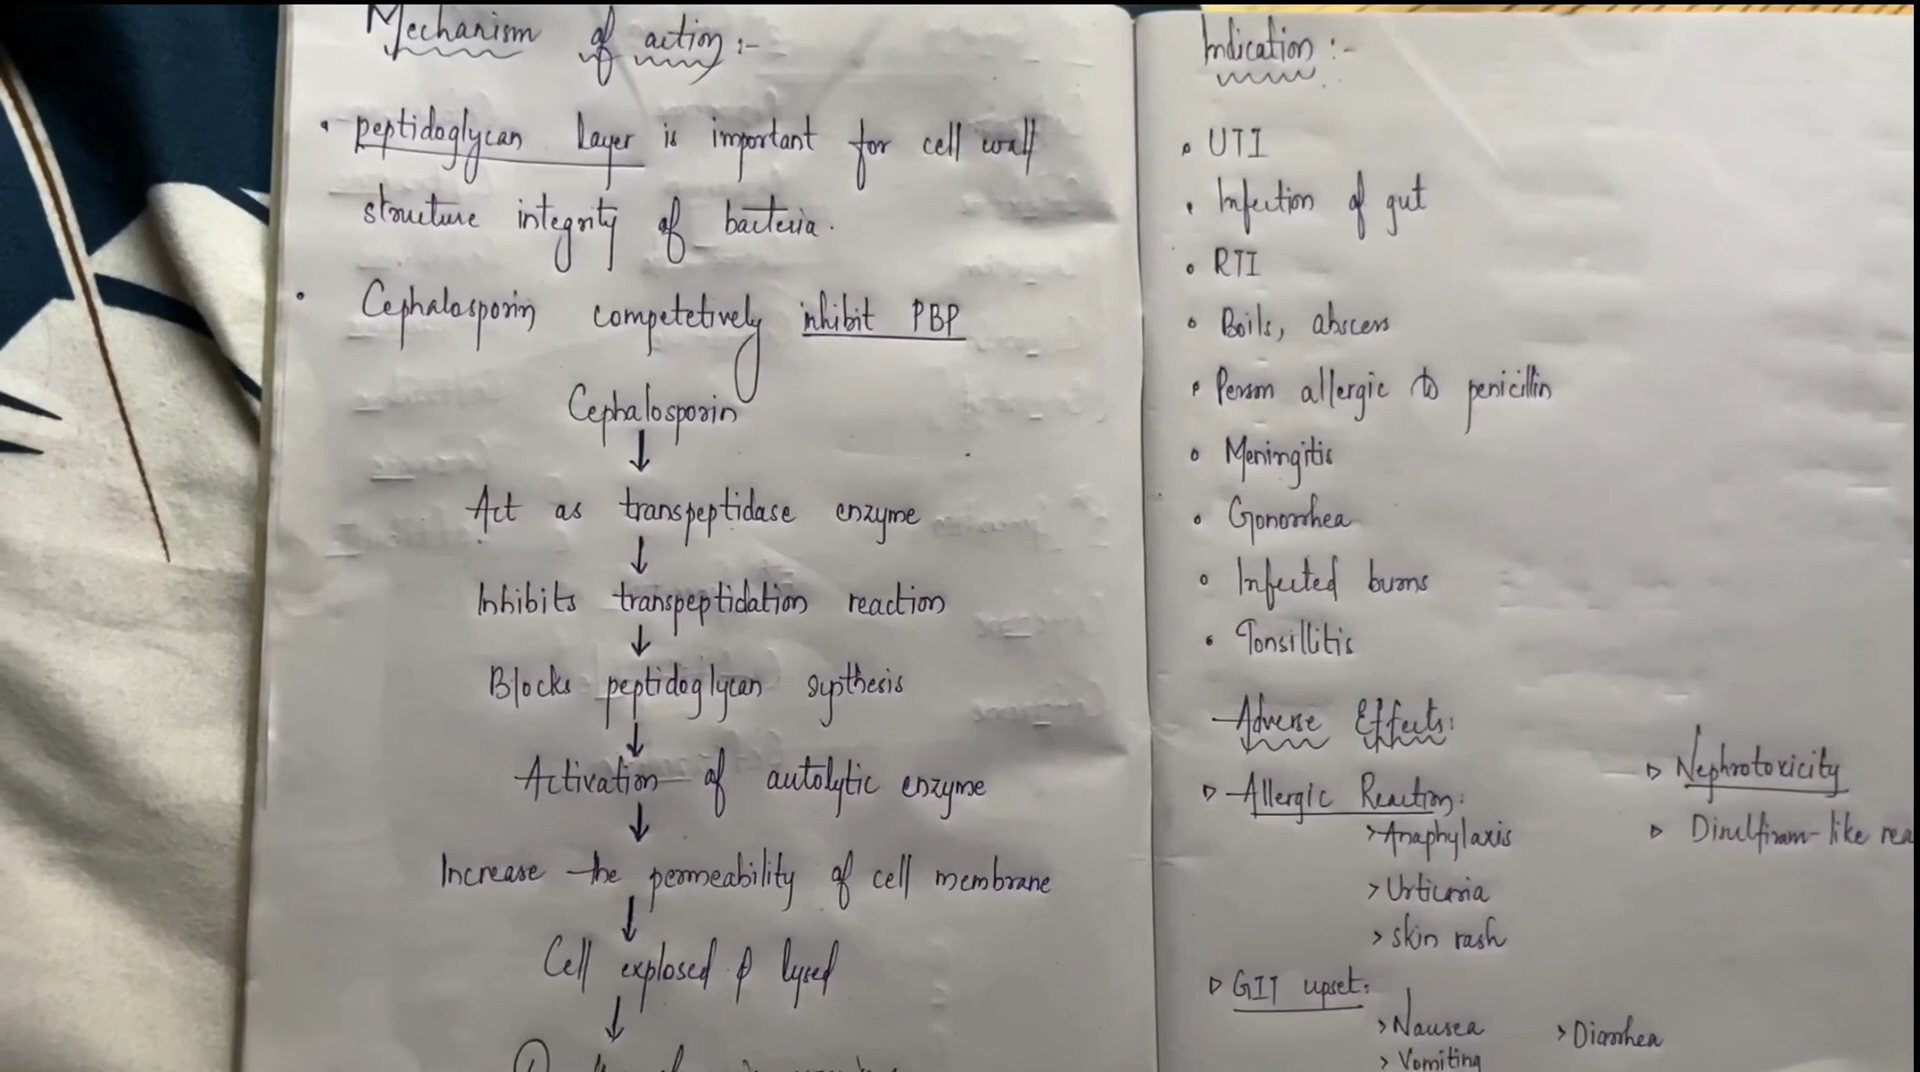 Mechanism of action :-
• peptidoglycan layer is important for cell wall
structure integrity of bacteria.
• Cephalosporin competetively inhibit PBP
Cephalosporin
↓
Act as transpeptidase enzyme
↓
Inhibits transpeptidation reaction
↓
Blocks peptidoglycan sypthesis
↓
Activation of autolytic enzyme
↓
Increase the permeability of cell membrane
↓
Cell explosed & lysed
↓
Indication :-
• UTI
• Infection of gut
• RTI
• Boils, abscess
• Person allergic to penicillin
• Meningitis
• Gonorrhea
• Infected burns
• Tonsillitis
Adverse Effects:
▷ Allergic Reaction:
> Anaphylaxis
> Urticaria
> skin rash
▷ GIT upset:
> Nausea
> Vomiting
> Diarrhea
▷ Nephrotoxicity
▷ Disulfiram-like rea